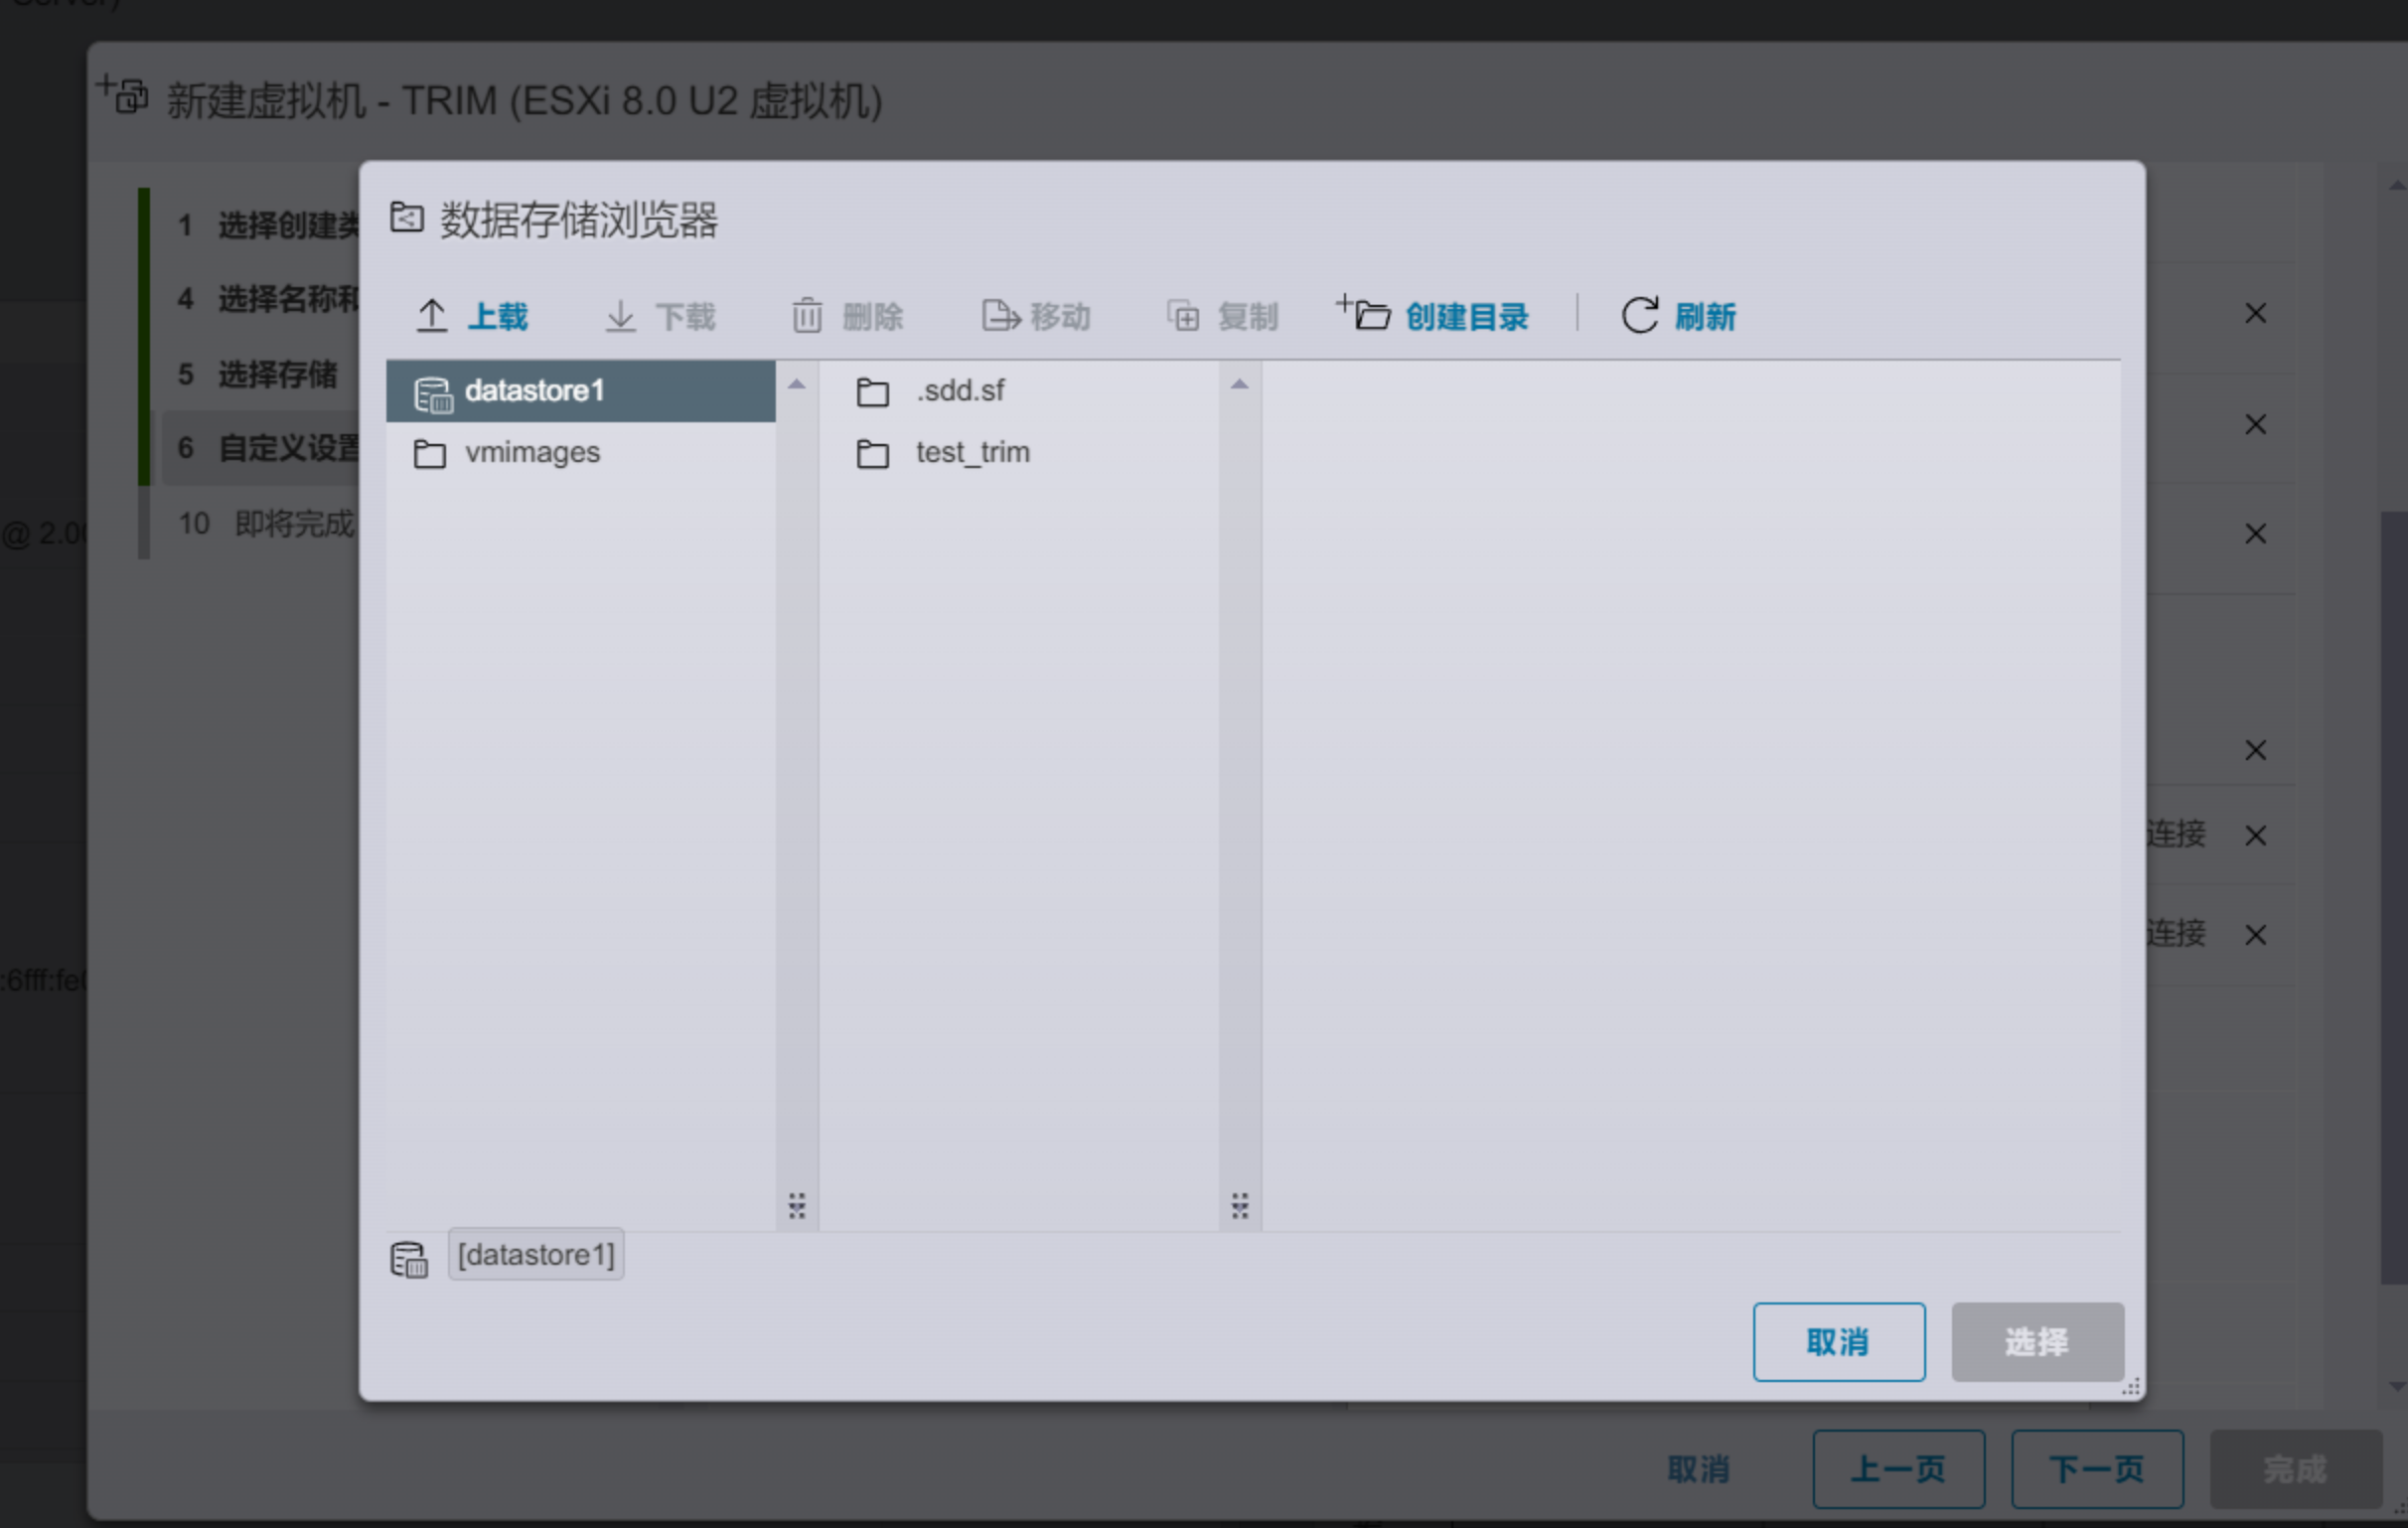 新建虚拟机 - TRIM (ESXi 8.0 U2 虚拟机)
1 选择创建类
4 选择名称和
5 选择存储
6 自定义设置
10 即将完成
@ 2.0
:6fff:fe
数据存储浏览器
上载 下载 删除 移动 复制 创建目录 刷新
datastore1
vmimages
.sdd.sf
test_trim
[datastore1]
取消 选择
连接
连接
取消 上一页 下一页 完成